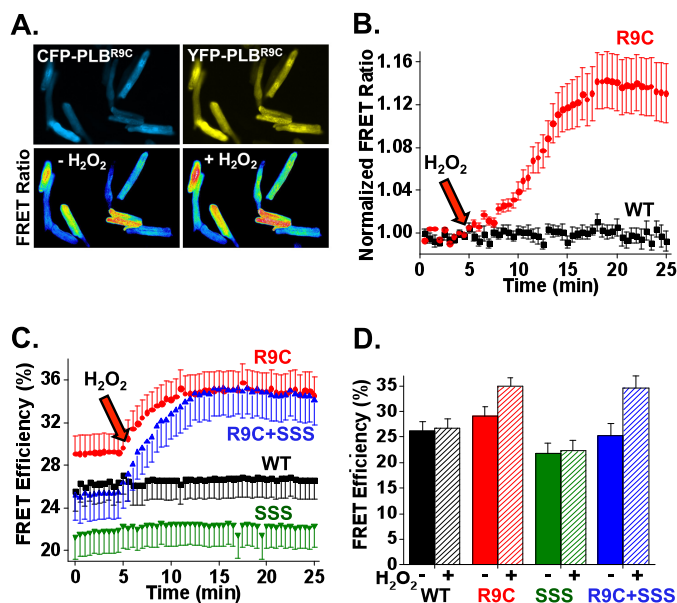 A.
CFP-PLB^R9C YFP-PLB^R9C
- H₂O₂ + H₂O₂
FRET Ratio
B.
Normalized FRET Ratio
1.16
1.12
1.08
1.04
1.00
R9C
H₂O₂
WT
0 5 10 15 20 25
Time (min)
C.
FRET Efficiency (%)
36
32
28
24
20
R9C
H₂O₂
R9C+SSS
WT
SSS
0 5 10 15 20 25
Time (min)
D.
FRET Efficiency (%)
35
30
25
20
15
10
5
0
H₂O₂ - + - + - + - +
WT R9C SSS R9C+SSS